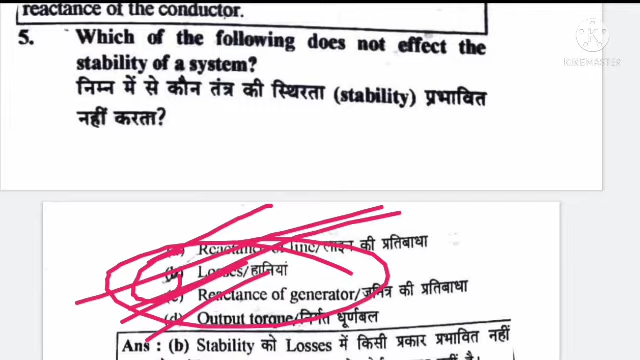 reactance of the conductor.
5. Which of the following does not effect the
stability of a system?
निम्न में से कौन तंत्र की स्थिरता (stability) प्रभावित
नहीं करता?
KINEMASTER
(a) Reactance of line/लाइन की प्रतिबाधा
(b) Losses/हानियां
(c) Reactance of generator/जनित्र की प्रतिबाधा
(d) Output torque/निर्गत घूर्णबल
Ans : (b) Stability को Losses में किसी प्रकार प्रभावित नहीं